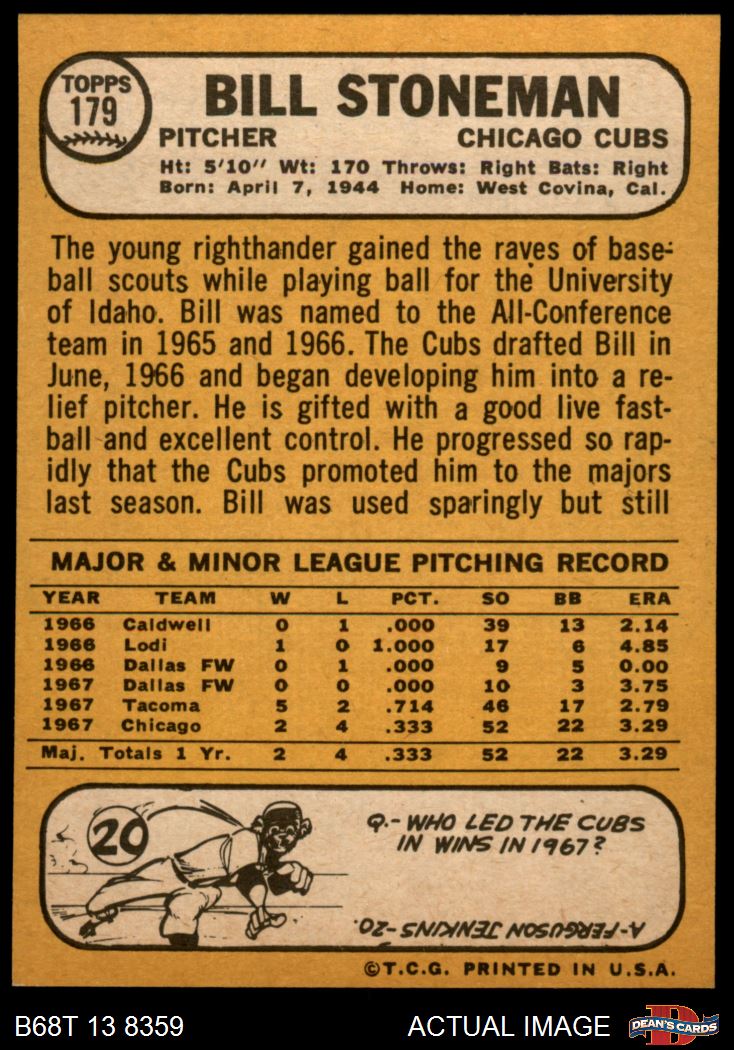 TOPPS
179
BILL STONEMAN
PITCHER CHICAGO CUBS
Ht: 5'10" Wt: 170 Throws: Right Bats: Right
Born: April 7, 1944 Home: West Covina, Cal.
The young righthander gained the raves of base-
ball scouts while playing ball for the University
of Idaho. Bill was named to the All-Conference
team in 1965 and 1966. The Cubs drafted Bill in
June, 1966 and began developing him into a re-
lief pitcher. He is gifted with a good live fast-
ball and excellent control. He progressed so rap-
idly that the Cubs promoted him to the majors
last season. Bill was used sparingly but still
MAJOR & MINOR LEAGUE PITCHING RECORD
YEAR TEAM W L PCT. SO BB ERA
1966 Caldwell 0 1 .000 39 13 2.14
1966 Lodi 1 0 1.000 17 6 4.85
1966 Dallas FW 0 1 .000 9 5 0.00
1967 Dallas FW 0 0 .000 10 3 3.75
1967 Tacoma 5 2 .714 46 17 2.79
1967 Chicago 2 4 .333 52 22 3.29
Maj. Totals 1 Yr. 2 4 .333 52 22 3.29
20
Q.- WHO LED THE CUBS
IN WINS IN 1967?
A-FERGUSON JENKINS-20.
©T.C.G. PRINTED IN U.S.A.
B68T 13 8359 ACTUAL IMAGE
DEAN'S CARDS